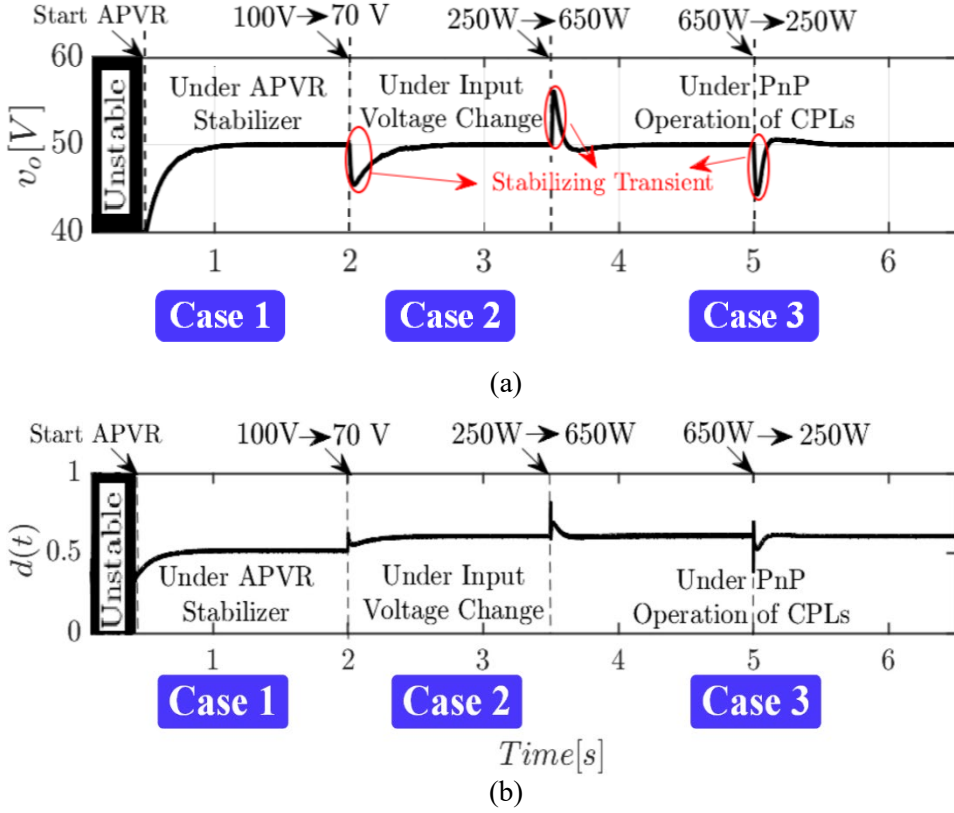 Start APVR
100V→70 V
250W→650W
650W→250W
60
50
40
v_o[V]
Unstable
Under APVR
Stabilizer
Under Input
Voltage Change
Under PnP
Operation of CPLs
Stabilizing Transient
1 2 3 4 5 6
Case 1
Case 2
Case 3
(a)
Start APVR
100V→70 V
250W→650W
650W→250W
1
0.5
0
d(t)
Unstable
Under APVR
Stabilizer
Under Input
Voltage Change
Under PnP
Operation of CPLs
1 2 3 4 5 6
Case 1
Case 2
Case 3
Time[s]
(b)